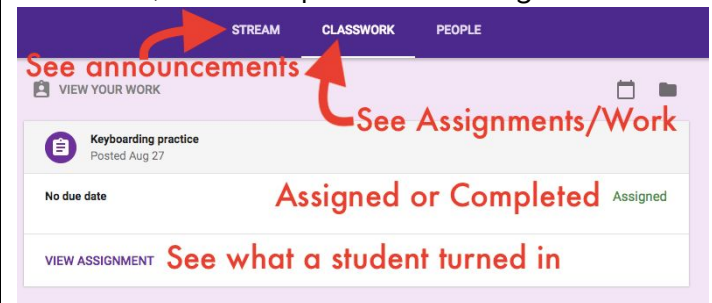 STREAM CLASSWORK PEOPLE
See announcements
VIEW YOUR WORK
See Assignments/Work
Keyboarding practice
Posted Aug 27
No due date Assigned or Completed Assigned
VIEW ASSIGNMENT See what a student turned in